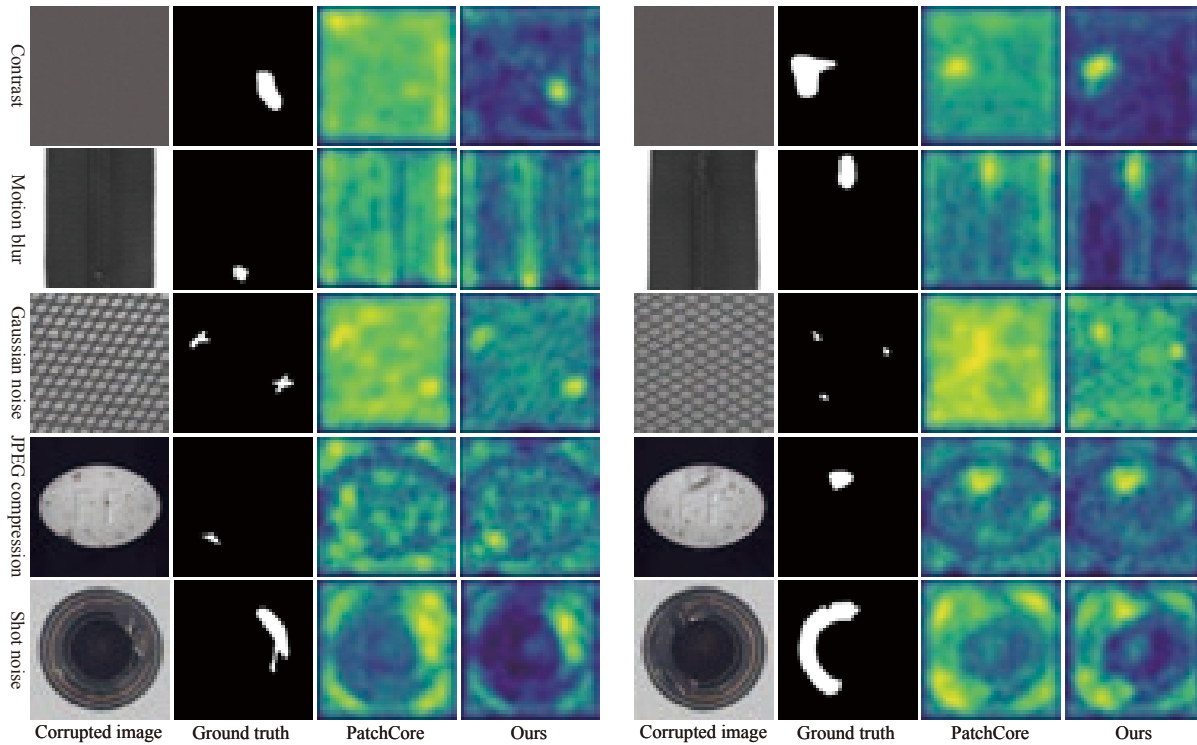 Contrast
Motion blur
Gaussian noise
JPEG compression
Shot noise
Corrupted image Ground truth PatchCore Ours Corrupted image Ground truth PatchCore Ours